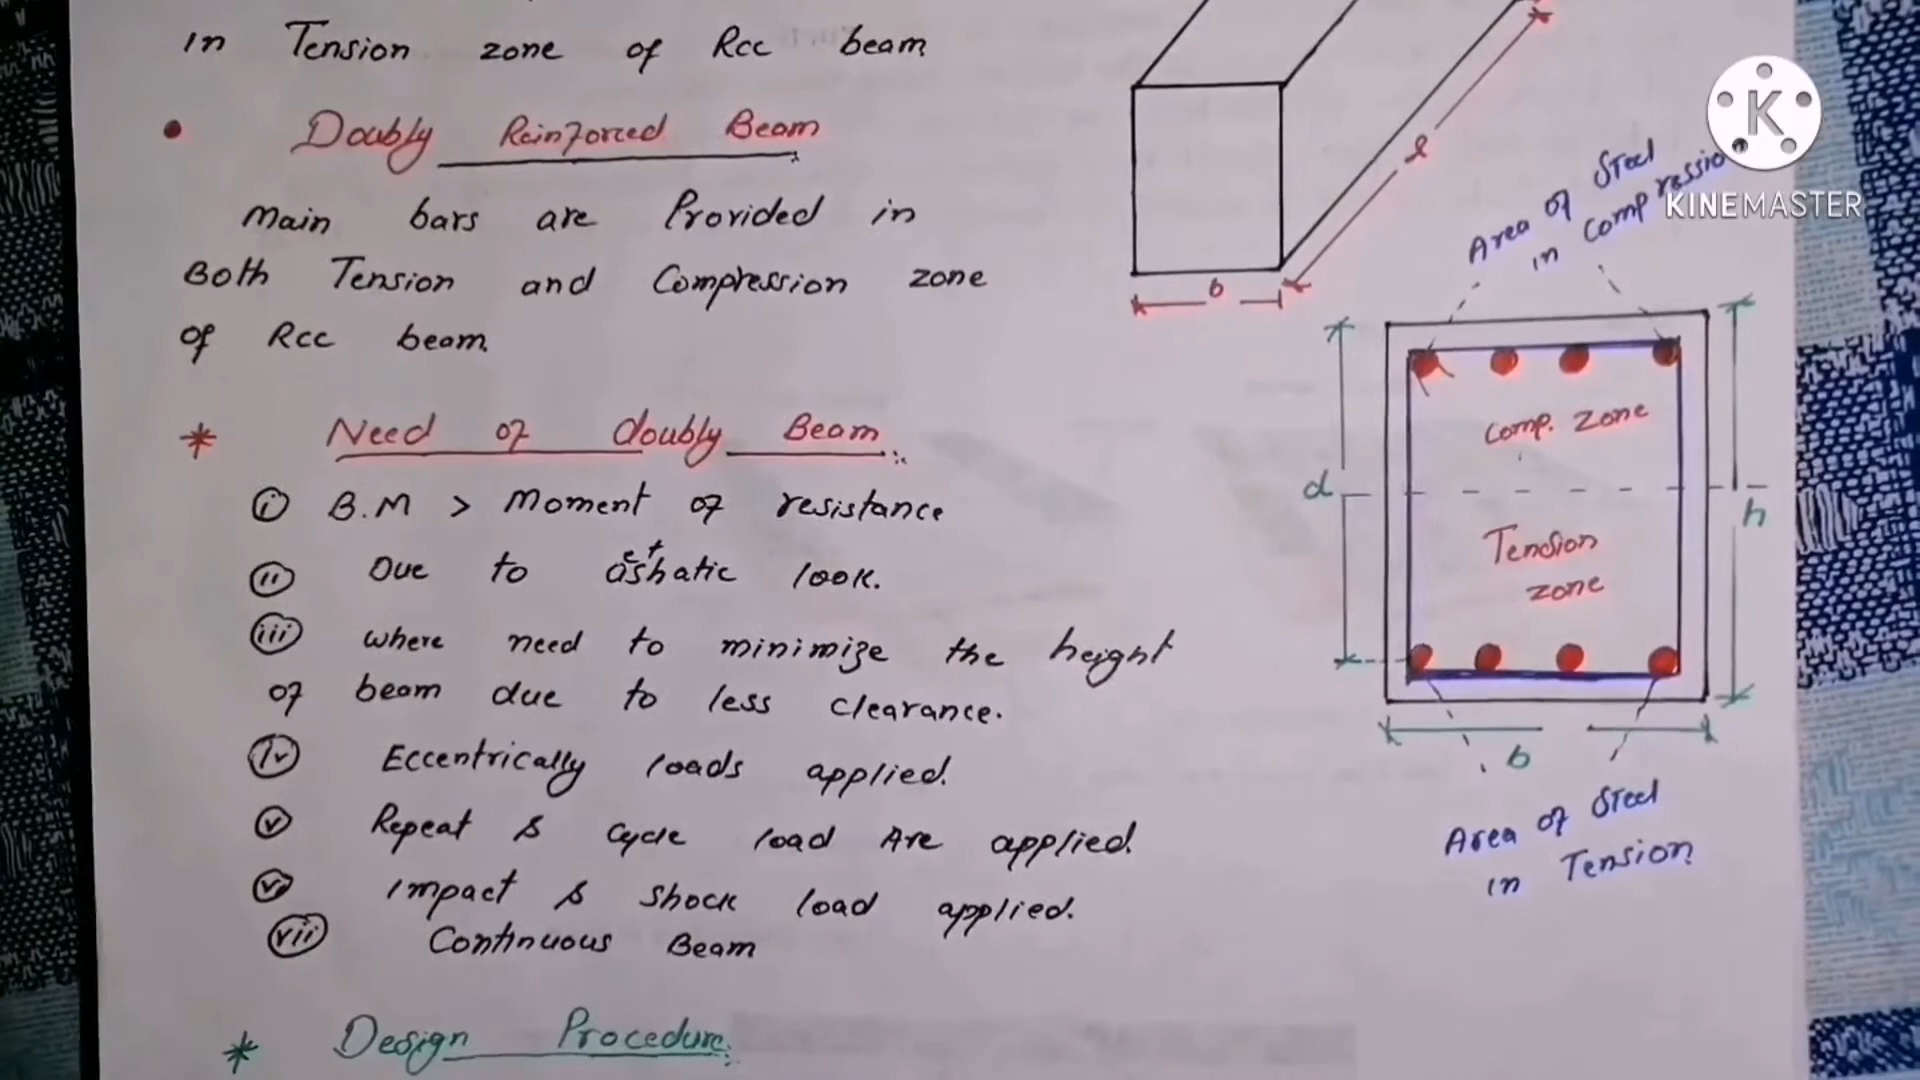 in Tension zone of Rcc beam
Doubly Reinforced Beam
Main bars are Provided in
Both Tension and Compression zone
of Rcc beam
* Need of doubly Beam :
(i) B.M > Moment of resistance
(ii) Due to look.
(iii) where need to minimize the height
of beam due to less clearance.
(iv) Eccentrically loads applied.
(v) Repeat & Cycle load Are applied.
(vi) Impact & Shock load applied.
(vii) Continuous Beam
* Design Procedure:
l
b
K
KINEMASTER
Area of Steel
in Compression
Comp. Zone
d
h
Tension
zone
b
Area of Steel
in Tension